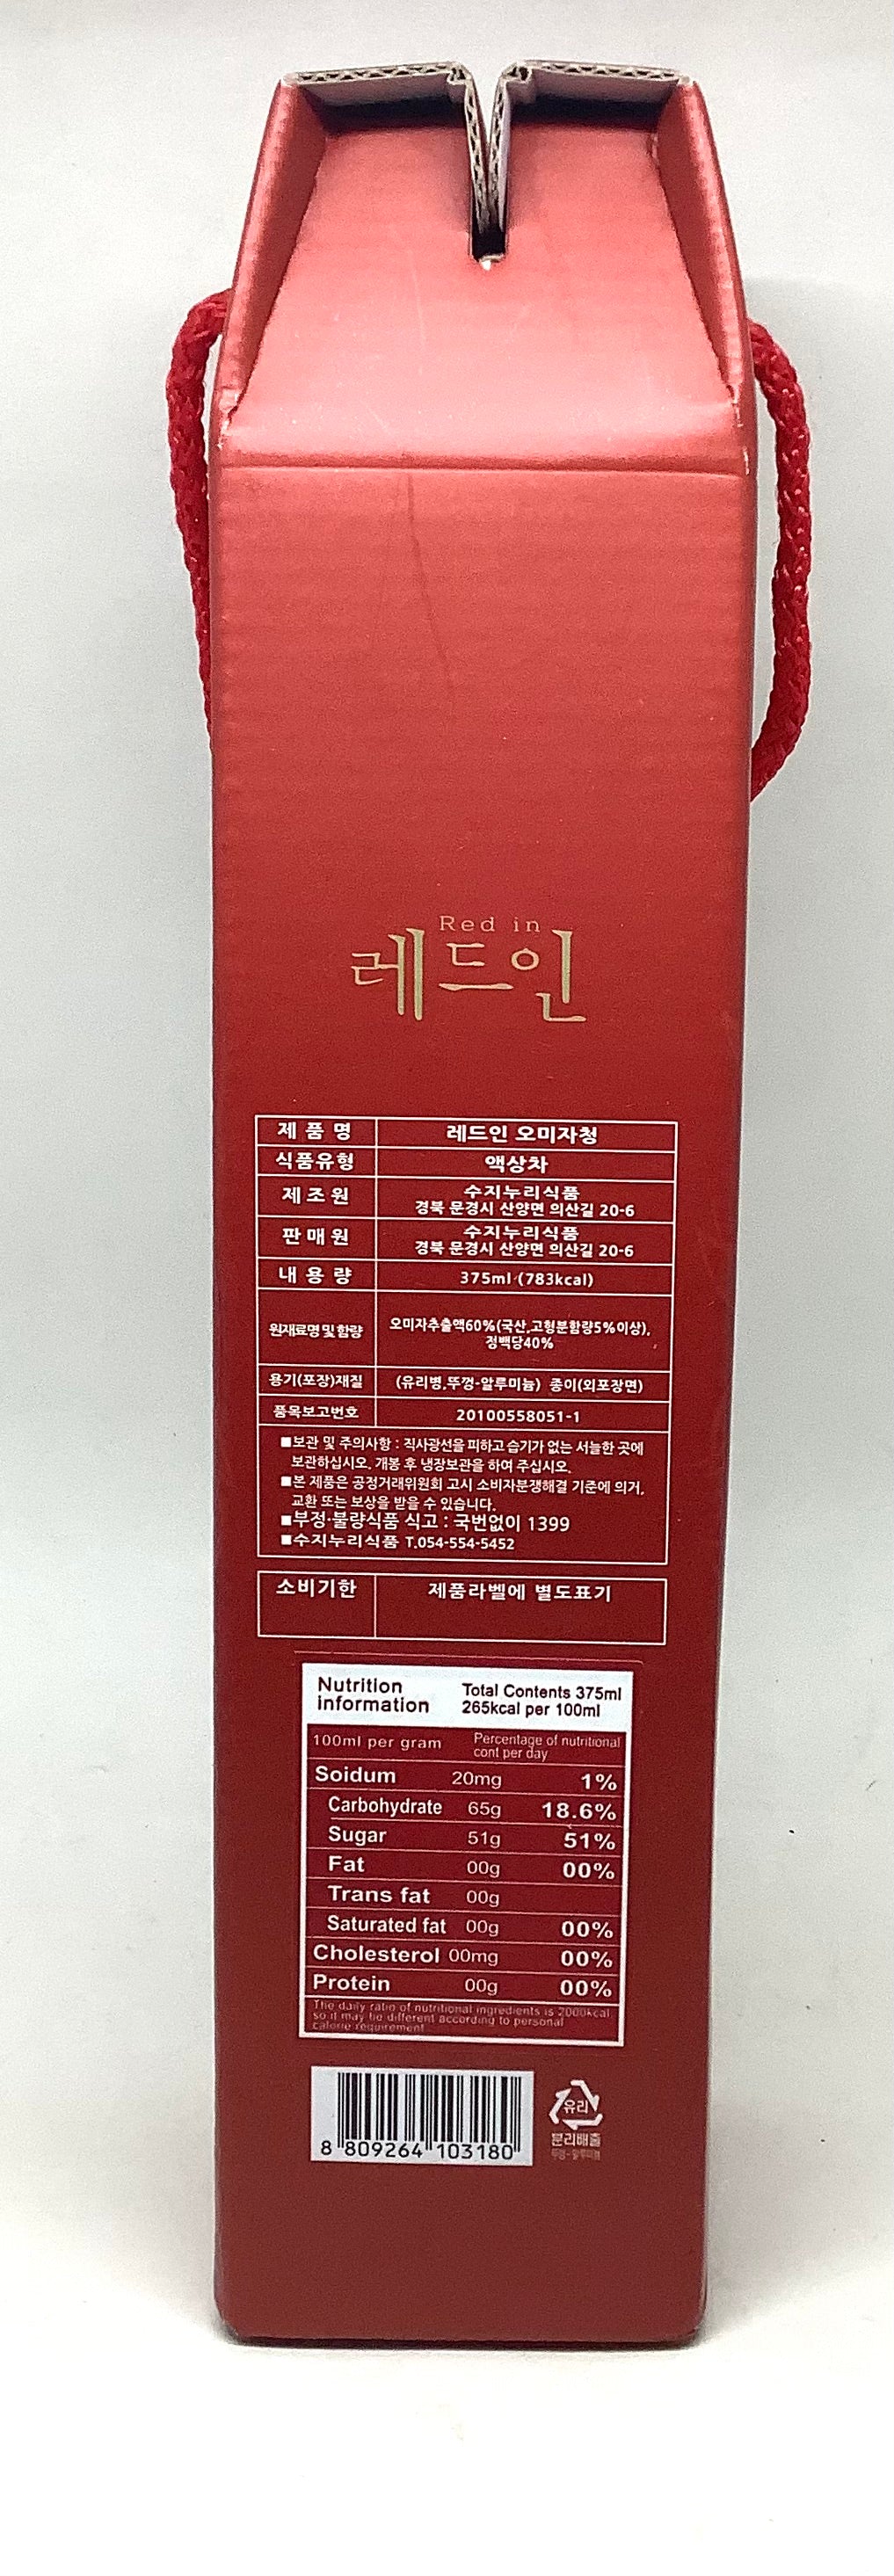 Red in
레드인
제 품 명 레드인 오미자청
식품유형 액상차
제 조 원 수지누리식품
경북 문경시 산양면 의산길 20-6
판 매 원 수지누리식품
경북 문경시 산양면 의산길 20-6
내 용 량 375ml (783kcal)
원재료명 및 함량 오미자추출액60%(국산,고형분함량5%이상),
정백당40%
용기(포장)재질 (유리병,뚜껑-알루미늄) 종이(외포장면)
품목보고번호 20100558051-1
■보관 및 주의사항 : 직사광선을 피하고 습기가 없는 서늘한 곳에
보관하십시오. 개봉 후 냉장보관을 하여 주십시오.
■본 제품은 공정거래위원회 고시 소비자분쟁해결 기준에 의거,
교환 또는 보상을 받을 수 있습니다.
■부정·불량식품 식고 : 국번없이 1399
■수지누리식품 T.054-554-5452
소비기한 제품라벨에 별도표기
Nutrition
information
Total Contents 375ml
265kcal per 100ml
100ml per gram
Percentage of nutritional
cont per day
Soidum 20mg 1%
Carbohydrate 65g 18.6%
Sugar 51g 51%
Fat 00g 00%
Trans fat 00g
Saturated fat 00g 00%
Cholesterol 00mg 00%
Protein 00g 00%
The daily ratio of nutritional ingredients is 2000kcal
so it may be different according to personal
calorie requirement
8 809264 103180
유리
분리배출
뚜껑-알루미늄